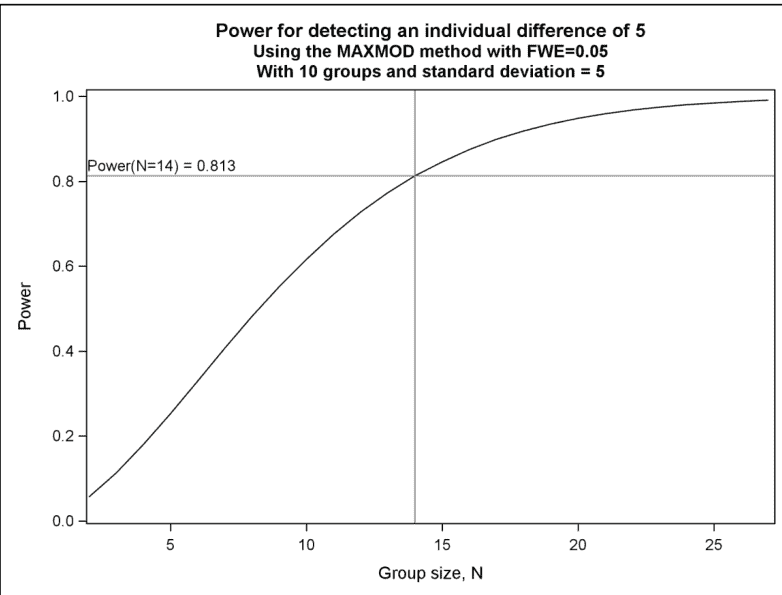 Power for detecting an individual difference of 5
Using the MAXMOD method with FWE=0.05
With 10 groups and standard deviation = 5
1.0
Power(N=14) = 0.813
0.8
0.6
Power
0.4
0.2
0.0
5 10 15 20 25
Group size, N